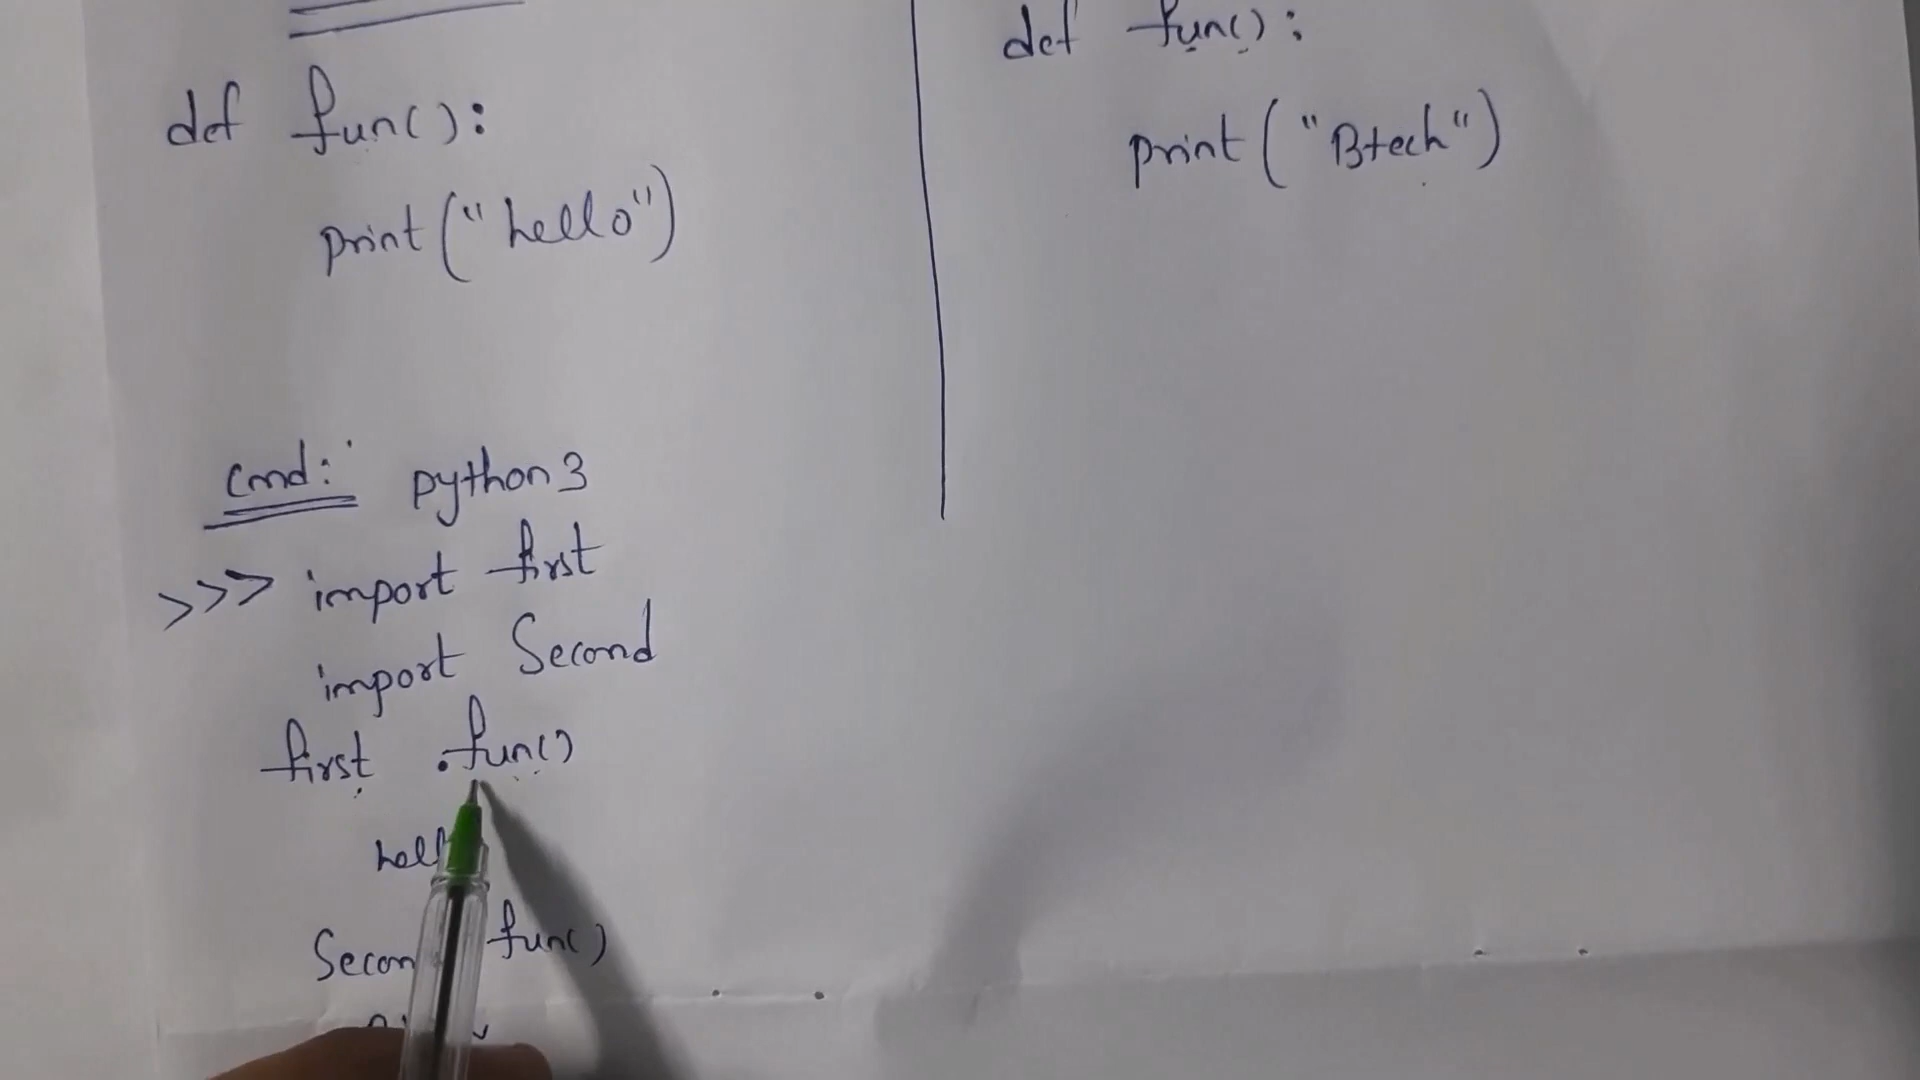 def fun():
print("hello")
def fun():
print("Btech")
cmd: python3
>>> import first
import Second
first .fun()
fun()